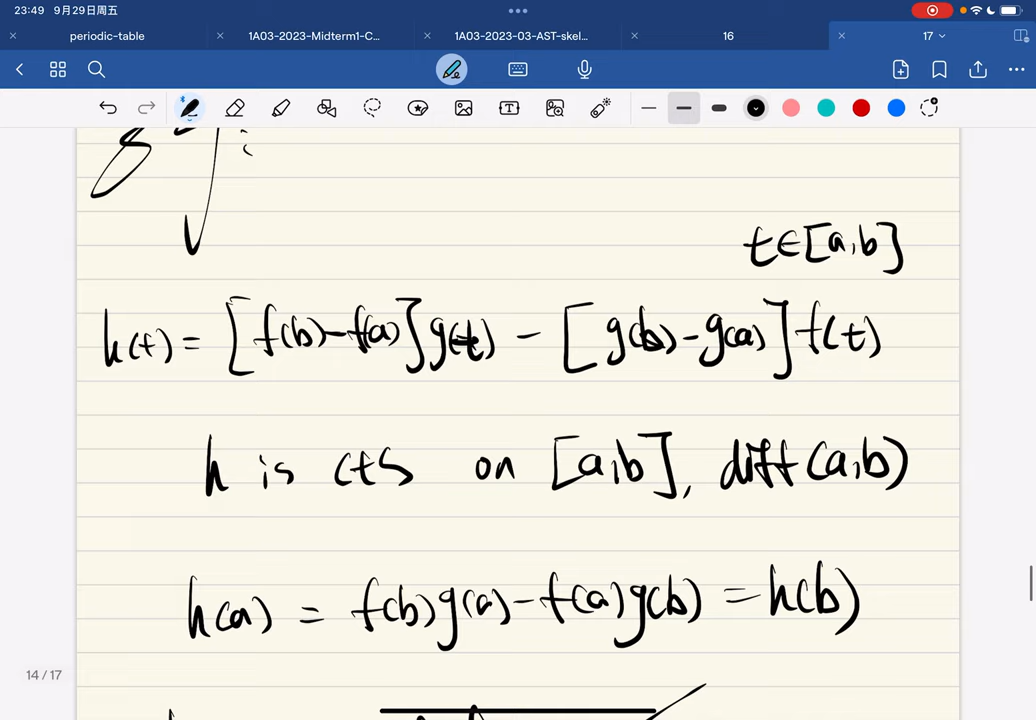 23:49 9月29日周五
periodic-table
1A03-2023-Midterm1-C...
1A03-2023-03-AST-skel...
16
17
t∈[a,b]
h(t) = [f(b)-f(a)]g(t) - [g(b)-g(a)]f(t)
h is cts on [a,b], diff(a,b)
h(a) = f(b)g(a)-f(a)g(b) = h(b)
14 / 17